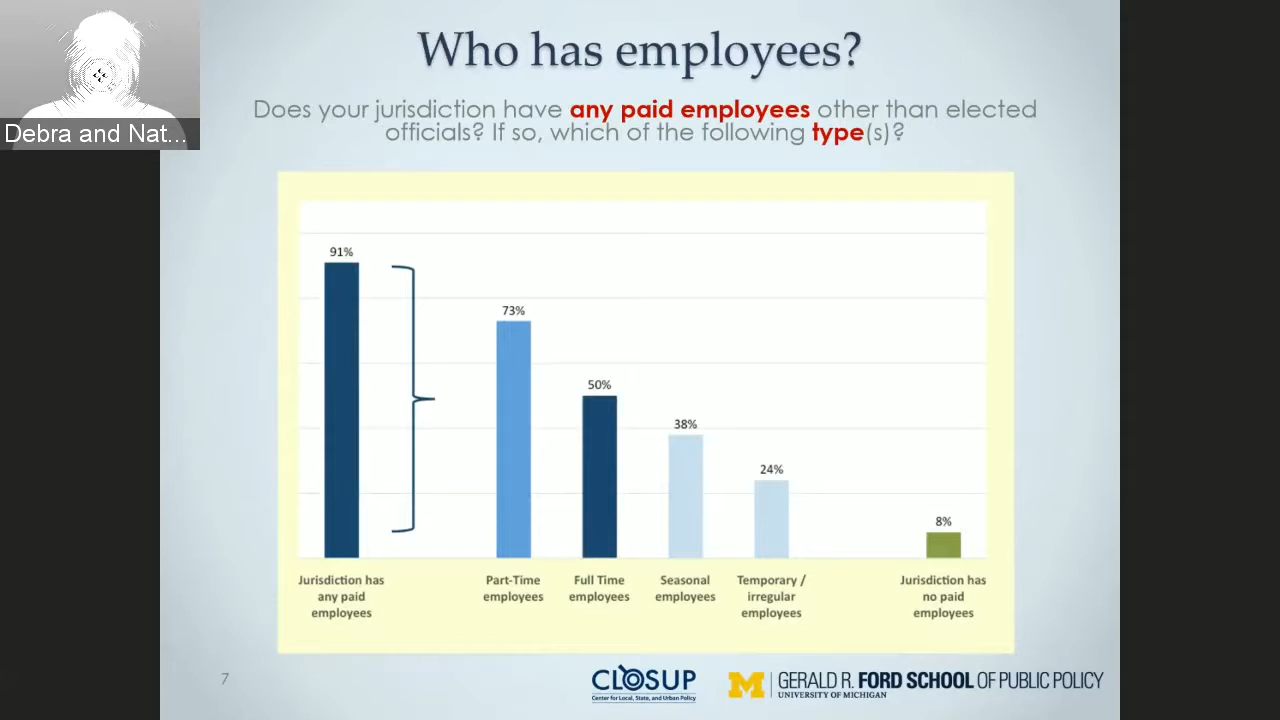 Debra and Nat...
Who has employees?
Does your jurisdiction have any paid employees other than elected
officials? If so, which of the following type(s)?
91%
73%
50%
38%
24%
8%
Jurisdiction has
any paid
employees
Part-Time
employees
Full Time
employees
Seasonal
employees
Temporary /
irregular
employees
Jurisdiction has
no paid
employees
7
CLOSUP
Center for Local, State, and Urban Policy
M
GERALD R. FORD SCHOOL OF PUBLIC POLICY
UNIVERSITY OF MICHIGAN